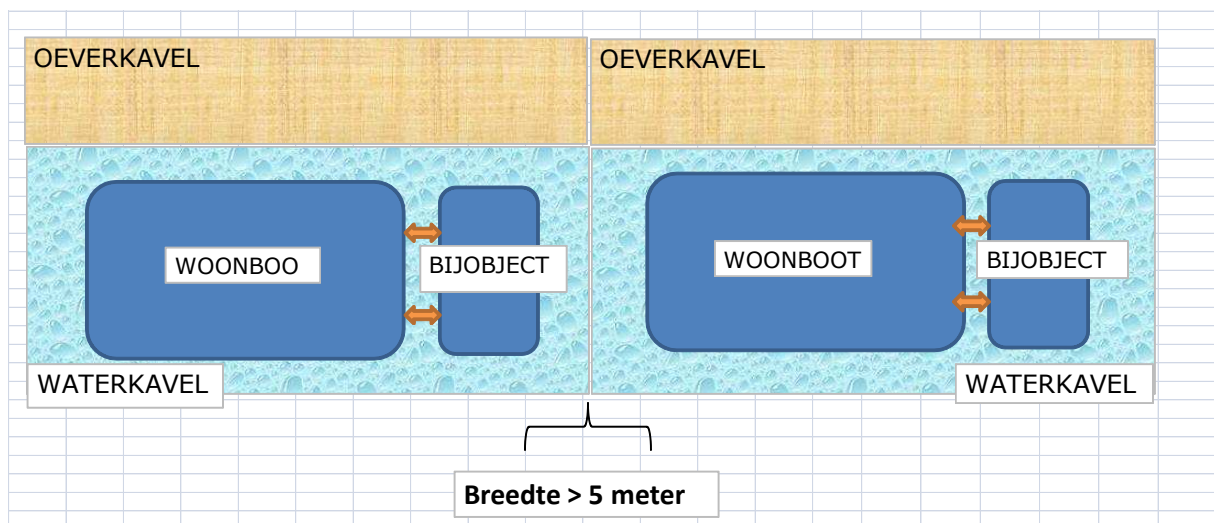 OEVERKAVEL
OEVERKAVEL
WOONBOO
BIJOBJECT
WOONBOOT
BIJOBJECT
WATERKAVEL
WATERKAVEL
Breedte > 5 meter